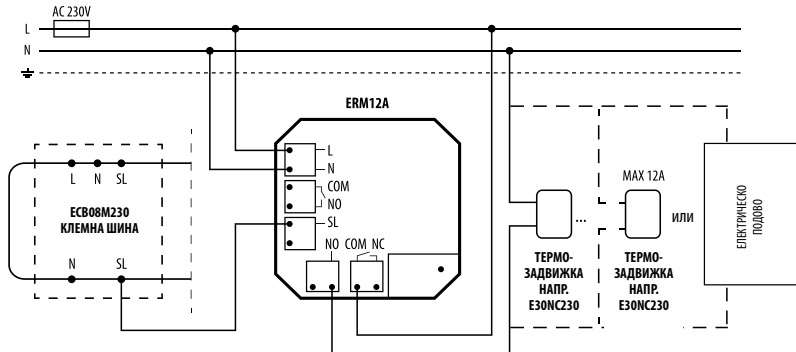 AC 230V
L
N
ERM12A
L
N
COM
NO
SL
NO COM NC
L N SL
ECB08M230
КЛЕМНА ШИНА
N SL
MAX 12A
...
ИЛИ
ТЕРМО-
ЗАДВИЖКА
НАПР.
E30NC230
ТЕРМО-
ЗАДВИЖКА
НАПР.
E30NC230
ЕЛЕКТРИЧЕСКО
ПОДОВО